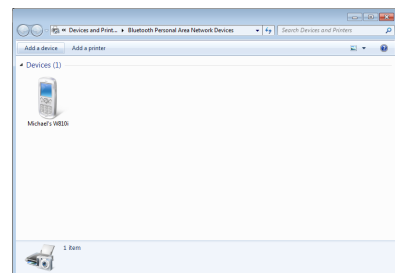 « Devices and Print... ▸ Bluetooth Personal Area Network Devices
Search Devices and Printers
Add a device Add a printer
Devices (1)
Michael's W810i
1 item